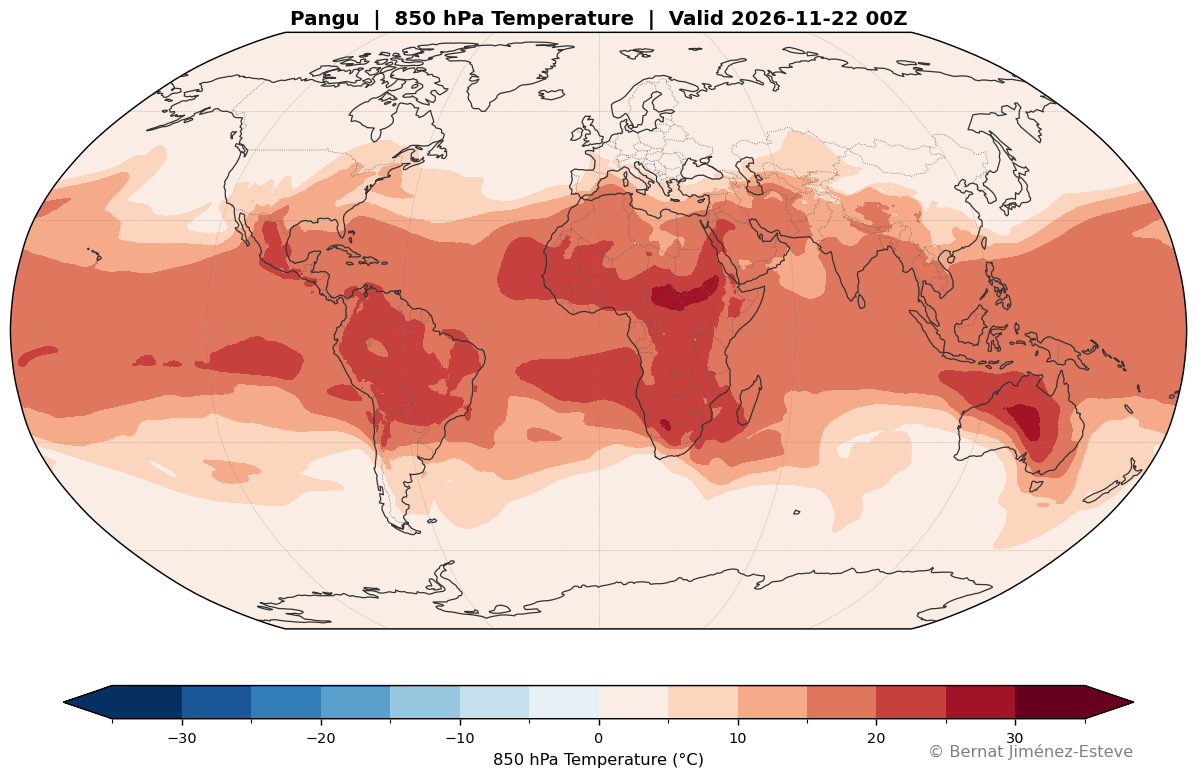 Pangu | 850 hPa Temperature | Valid 2026-11-22 00Z
−30 −20 −10 0 10 20 30
850 hPa Temperature (°C)
© Bernat Jiménez-Esteve